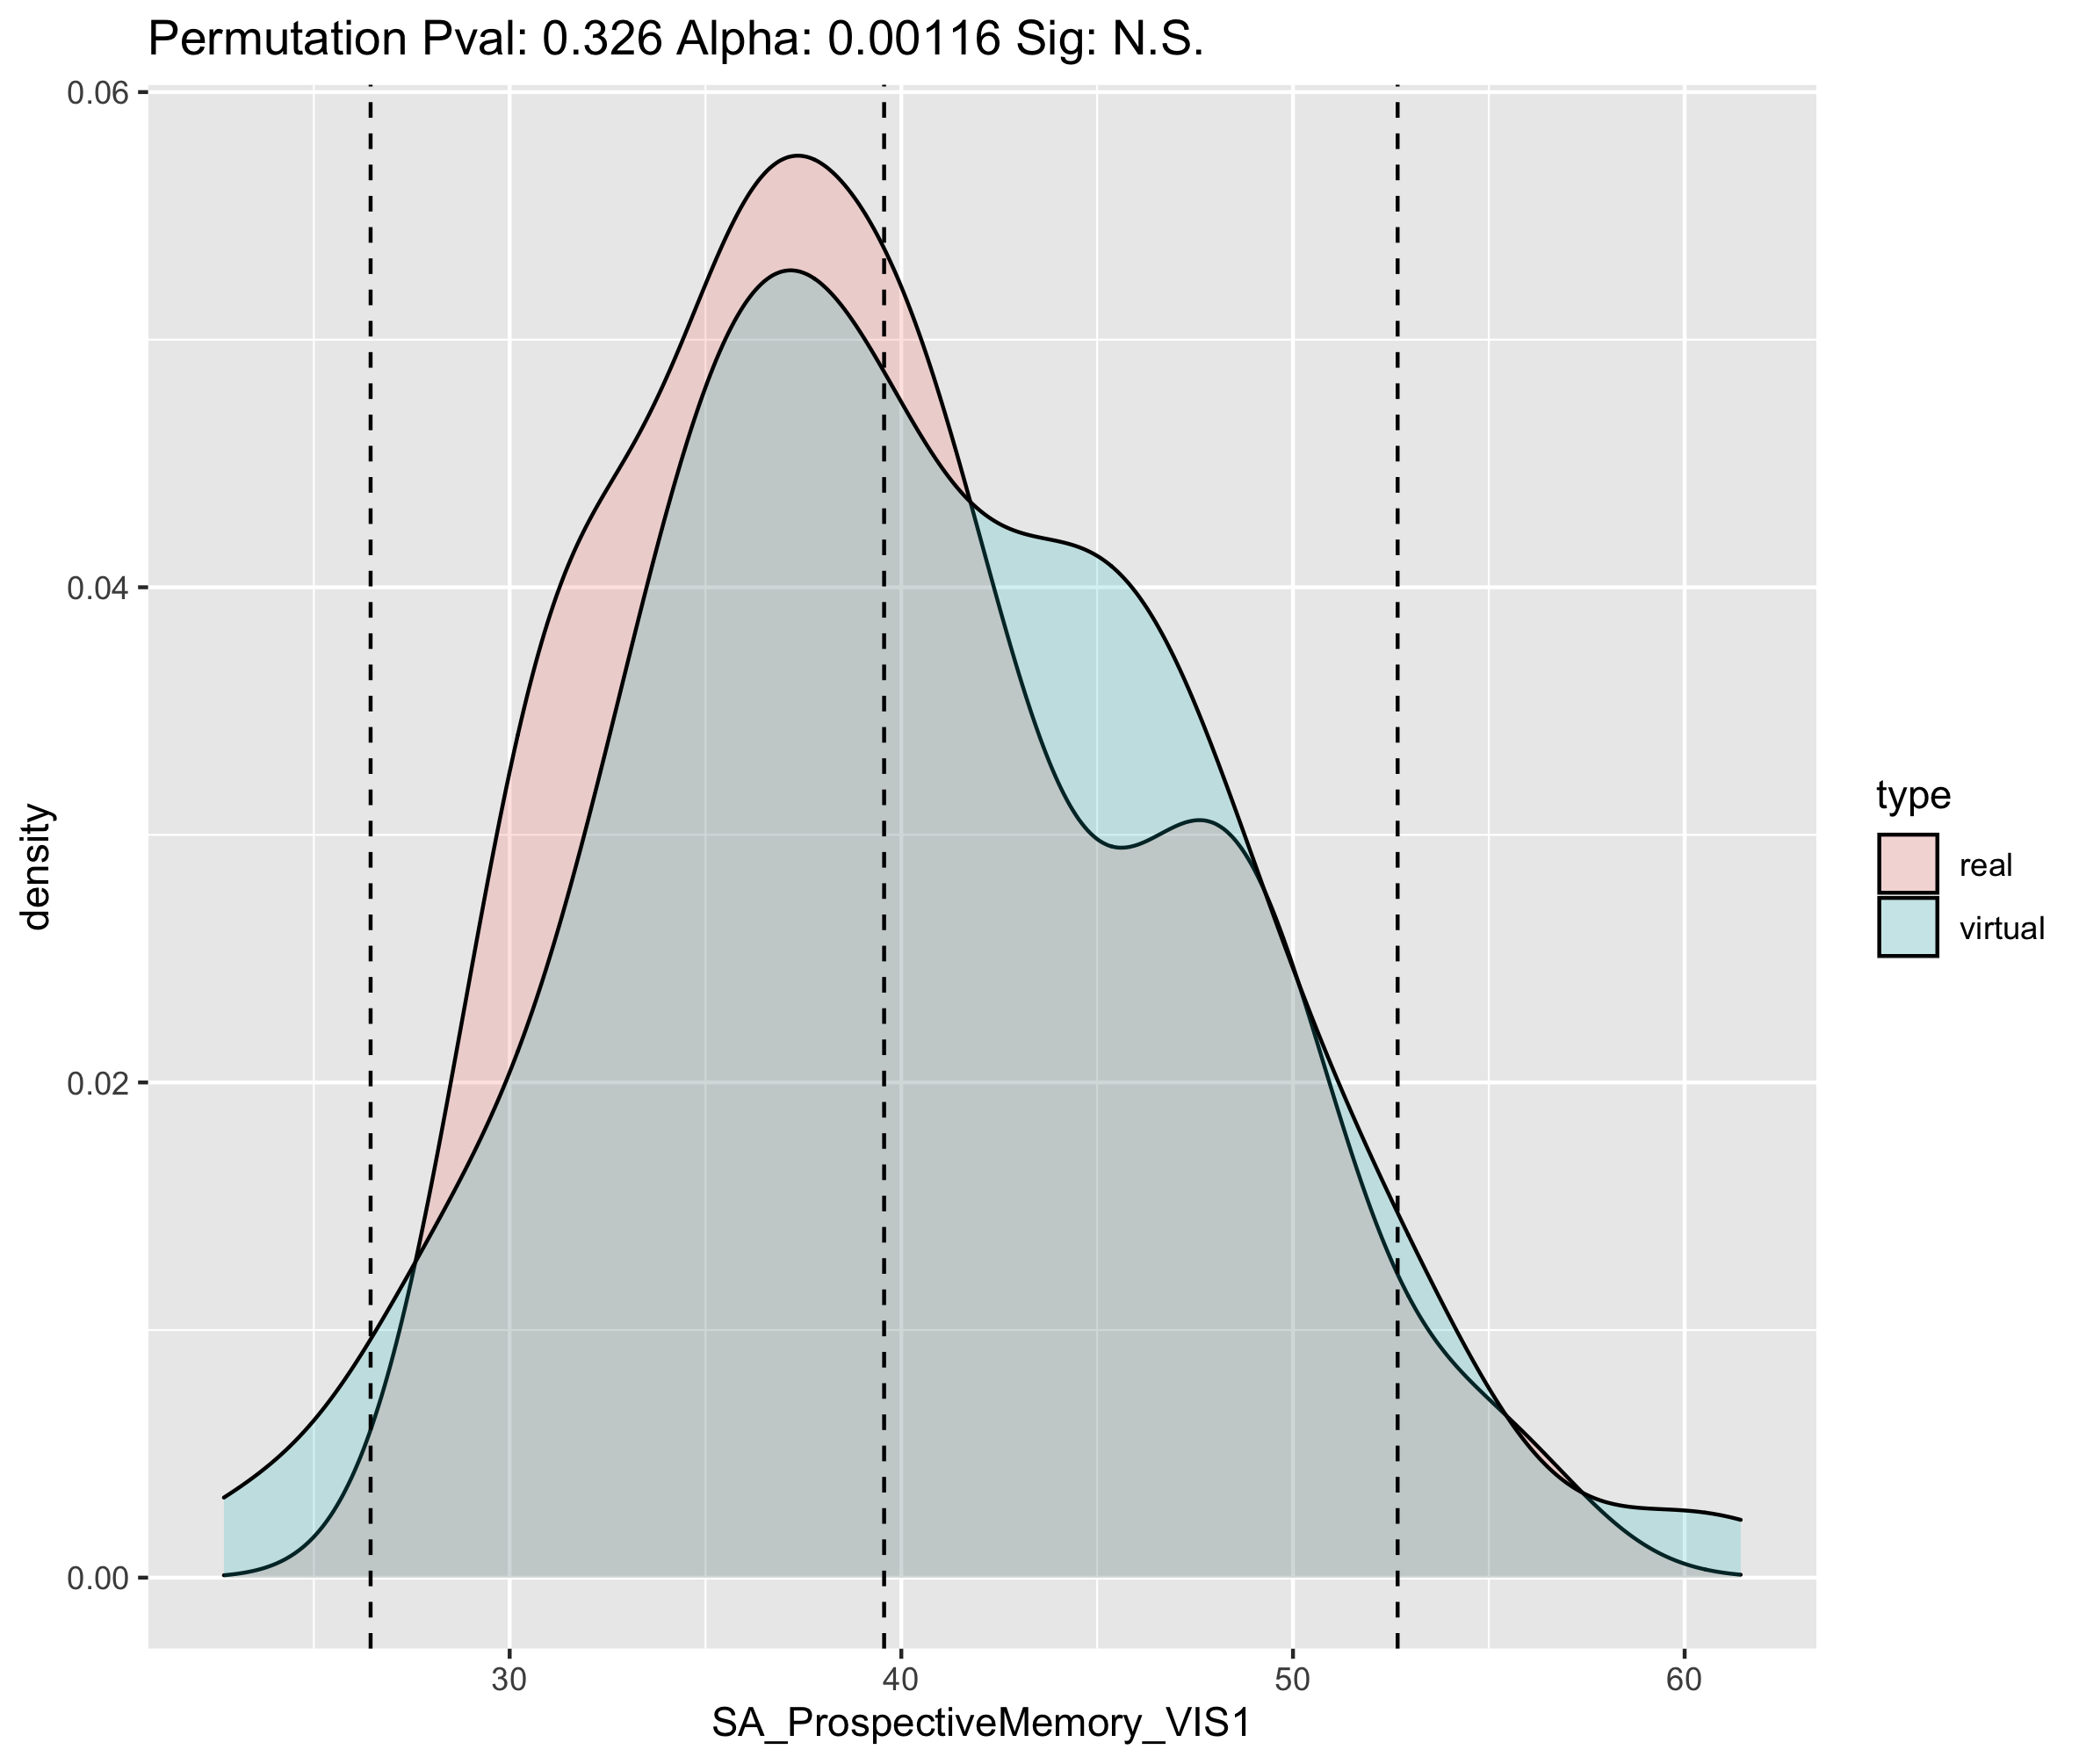 Permutation Pval: 0.326 Alpha: 0.00116 Sig: N.S.
0.06
0.04
0.02
0.00
density
30 40 50 60
SA_ProspectiveMemory_VIS1
type
real
virtual